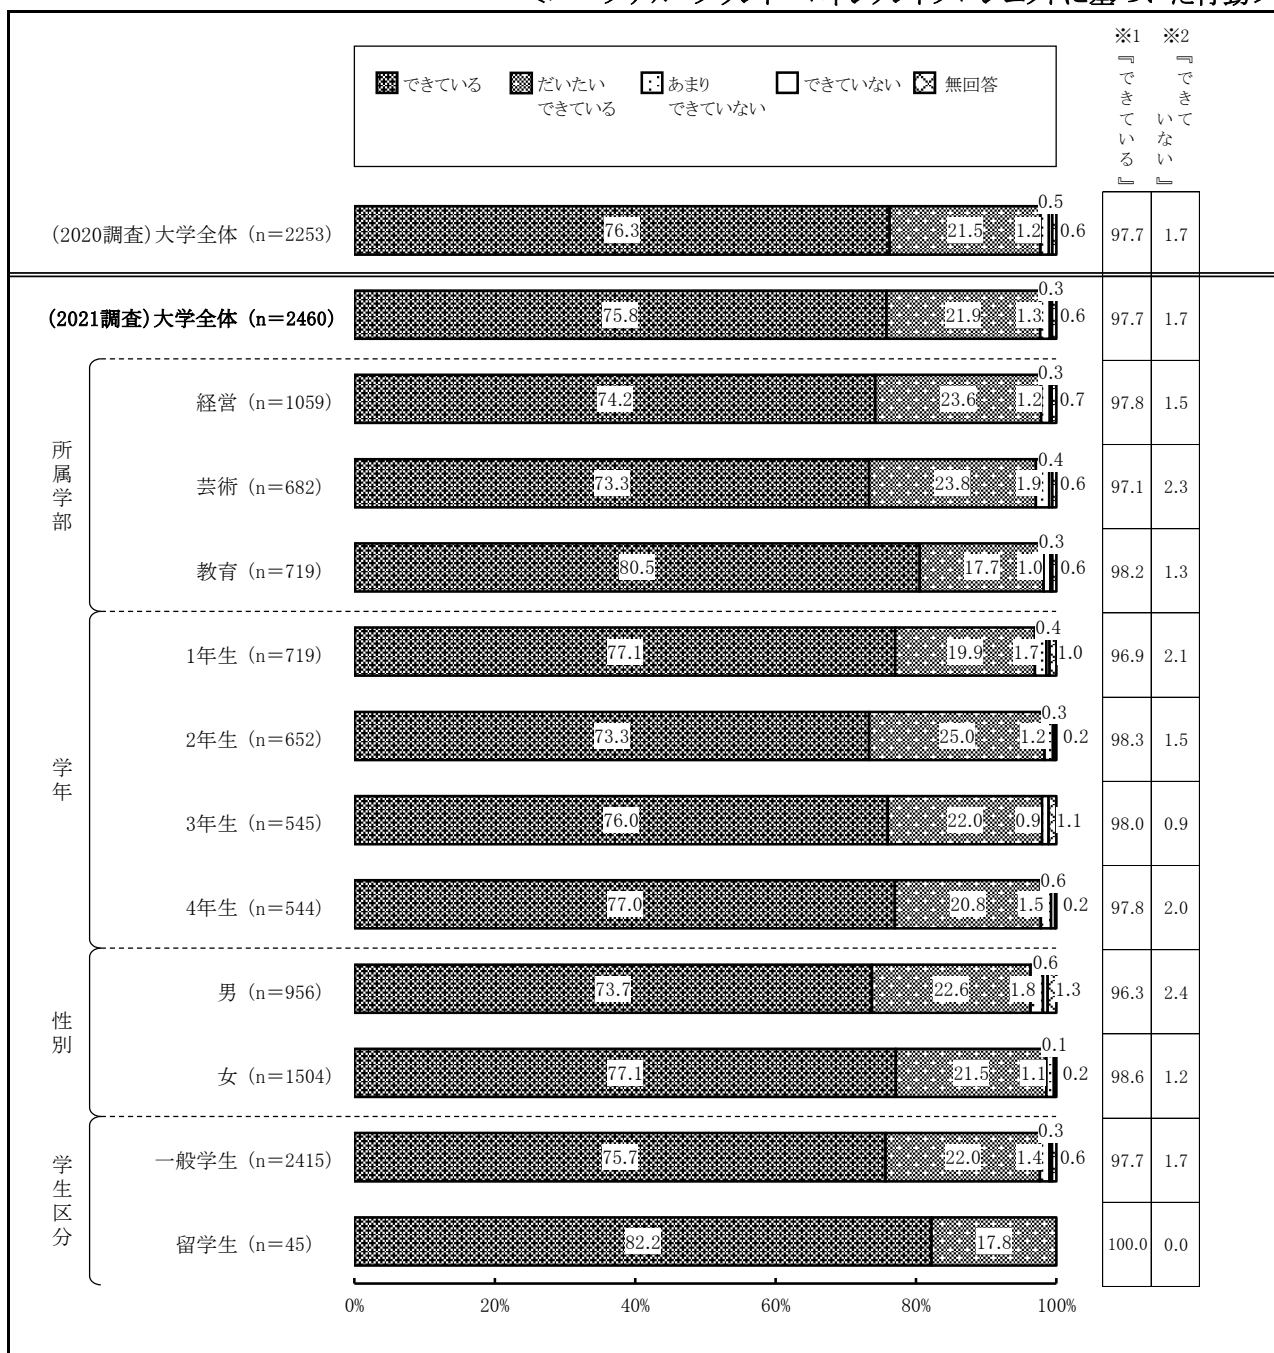 ※1 ※2
『できている』
『できて
いない』
できている
だいたい
できている
あまり
できていない
できていない
無回答
(2020調査)大学全体 (n=2253) 76.3 21.5 1.2 0.5 0.6 97.7 1.7
(2021調査)大学全体 (n=2460) 75.8 21.9 1.3 0.3 0.6 97.7 1.7
所属学部
経営 (n=1059) 74.2 23.6 1.2 0.3 0.7 97.8 1.5
芸術 (n=682) 73.3 23.8 1.9 0.4 0.6 97.1 2.3
教育 (n=719) 80.5 17.7 1.0 0.3 0.6 98.2 1.3
学年
1年生 (n=719) 77.1 19.9 1.7 0.4 1.0 96.9 2.1
2年生 (n=652) 73.3 25.0 1.2 0.3 0.2 98.3 1.5
3年生 (n=545) 76.0 22.0 0.9 1.1 98.0 0.9
4年生 (n=544) 77.0 20.8 1.5 0.6 0.2 97.8 2.0
性別
男 (n=956) 73.7 22.6 1.8 0.6 1.3 96.3 2.4
女 (n=1504) 77.1 21.5 1.1 0.1 0.2 98.6 1.2
学生区分
一般学生 (n=2415) 75.7 22.0 1.4 0.3 0.6 97.7 1.7
留学生 (n=45) 82.2 17.8 100.0 0.0
0% 20% 40% 60% 80% 100%